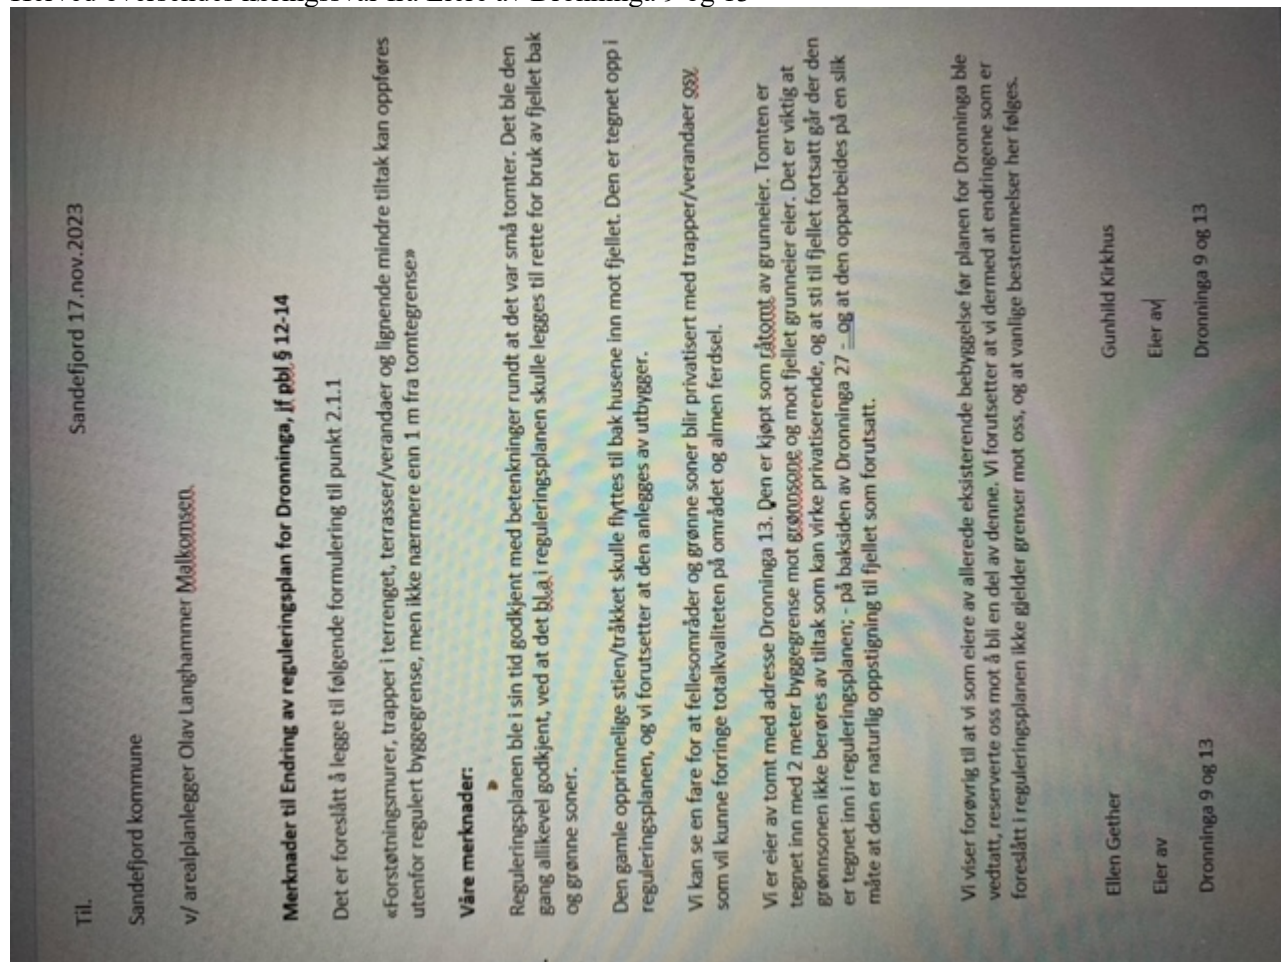 Til.
Sandefjord 17.nov.2023
Sandefjord kommune
v/ arealplanlegger Olav Langhammer Malkomsen.
Merknader til Endring av reguleringsplan for Dronninga, jf pbl § 12-14
Det er foreslått å legge til følgende formulering til punkt 2.1.1
«Forstøtningsmurer, trapper i terrenget, terrasser/verandaer og lignende mindre tiltak kan oppføres
utenfor regulert byggegrense, men ikke nærmere enn 1 m fra tomtegrense»
Våre merknader:
Reguleringsplanen ble i sin tid godkjent med betenkninger rundt at det var små tomter. Det ble den
gang allikevel godkjent, ved at det bl.a i reguleringsplanen skulle legges til rette for bruk av fjellet bak
og grønne soner.
Den gamle opprinnelige stien/tråkket skulle flyttes til bak husene inn mot fjellet. Den er tegnet opp i
reguleringsplanen, og vi forutsetter at den anlegges av utbygger.
Vi kan se en fare for at fellesområder og grønne soner blir privatisert med trapper/verandaer osv.
som vil kunne forringe totalkvaliteten på området og almen ferdsel.
Vi er eier av tomt med adresse Dronninga 13. Den er kjøpt som råtomt av grunneier. Tomten er
tegnet inn med 2 meter byggegrense mot grønnsone og mot fjellet grunneier eier. Det er viktig at
grønnsonen ikke berøres av tiltak som kan virke privatiserende, og at sti til fjellet fortsatt går der den
er tegnet inn i reguleringsplanen; - på baksiden av Dronninga 27 - og at den opparbeides på en slik
måte at den er naturlig oppstigning til fjellet som forutsatt.
Vi viser forøvrig til at vi som eiere av allerede eksisterende bebyggelse før planen for Dronninga ble
vedtatt, reserverte oss mot å bli en del av denne. Vi forutsetter at vi dermed at endringene som er
foreslått i reguleringsplanen ikke gjelder grenser mot oss, og at vanlige bestemmelser her følges.
Ellen Gether
Gunhild Kirkhus
Eier av
Eier av
Dronninga 9 og 13
Dronninga 9 og 13